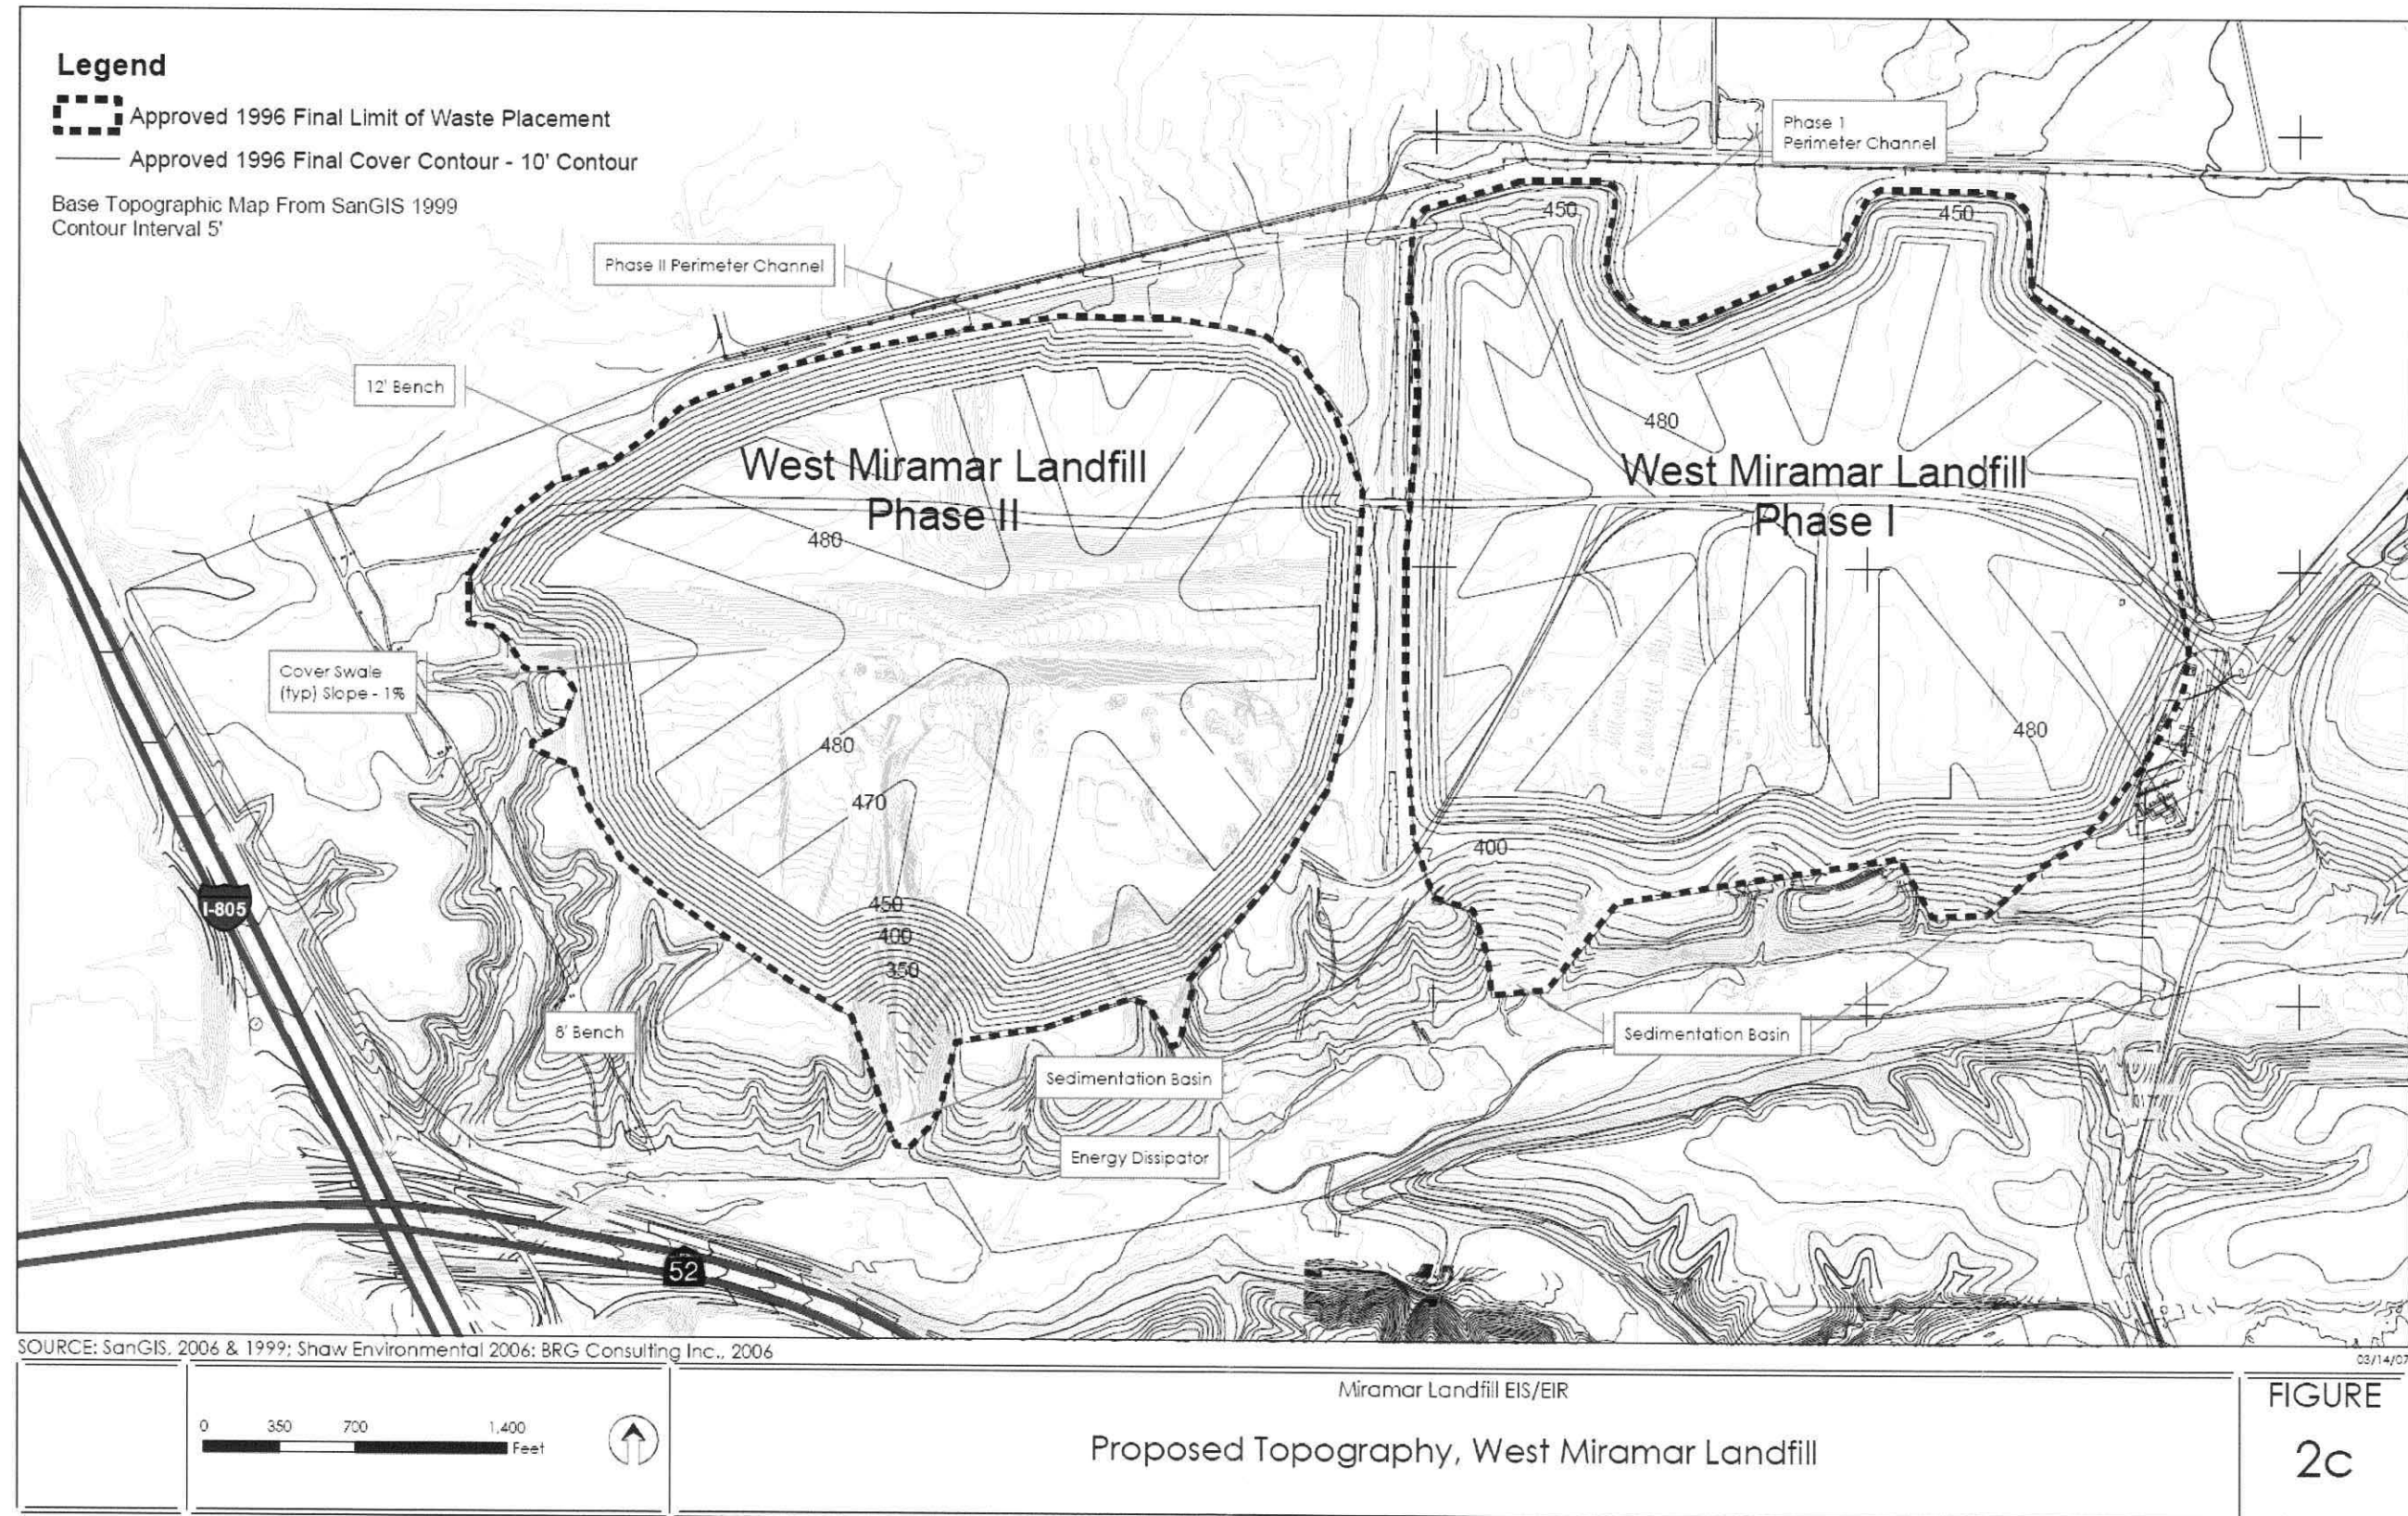 Legend
Approved 1996 Final Limit of Waste Placement
Approved 1996 Final Cover Contour - 10' Contour
Base Topographic Map From SanGIS 1999
Contour Interval 5'
Phase 1
Perimeter Channel
450
450
Phase II Perimeter Channel
12' Bench
480
West Miramar Landfill
Phase II
West Miramar Landfill
Phase I
480
Cover Swale
(typ) Slope - 1%
480
480
470
400
450
400
350
I-805
8' Bench
Sedimentation Basin
Sedimentation Basin
Energy Dissipator
52
SOURCE: SanGIS, 2006 & 1999; Shaw Environmental 2006; BRG Consulting Inc., 2006
03/14/07
0 350 700 1,400
Feet
Miramar Landfill EIS/EIR
Proposed Topography, West Miramar Landfill
FIGURE
2c